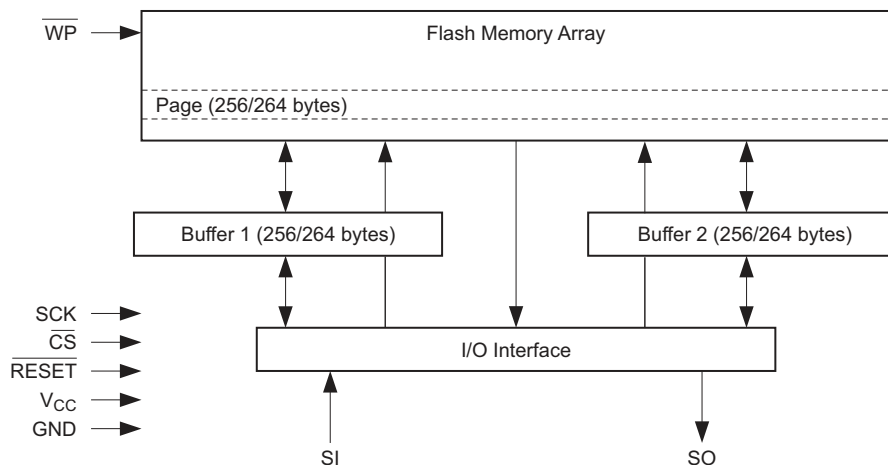 WP
Flash Memory Array
Page (256/264 bytes)
Buffer 1 (256/264 bytes)
Buffer 2 (256/264 bytes)
SCK
CS
RESET
VCC
GND
I/O Interface
SI
SO